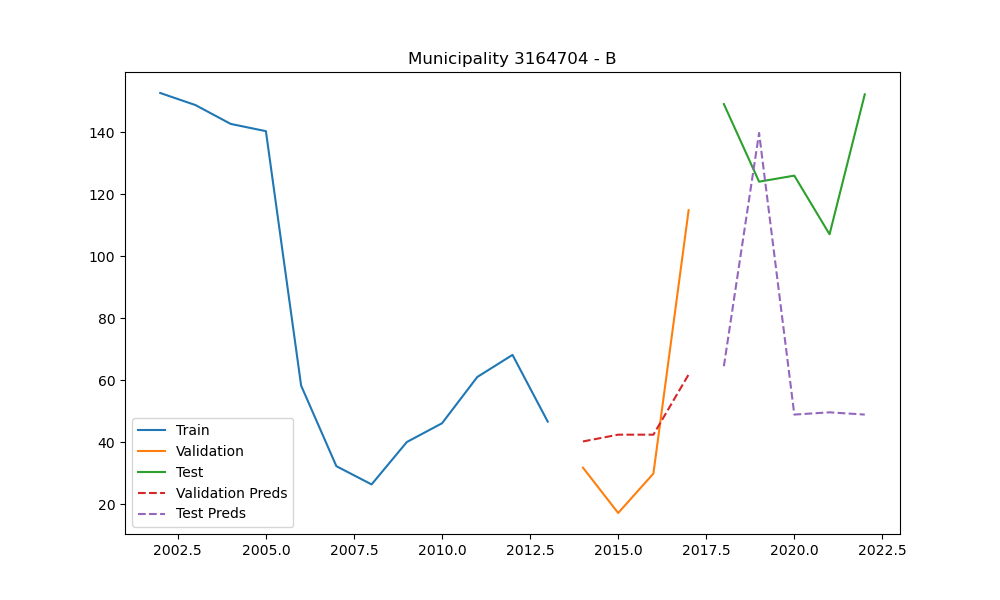 Municipality 3164704 - B
140
120
100
80
60
40
20
Train
Validation
Test
Validation Preds
Test Preds
2002.5 2005.0 2007.5 2010.0 2012.5 2015.0 2017.5 2020.0 2022.5